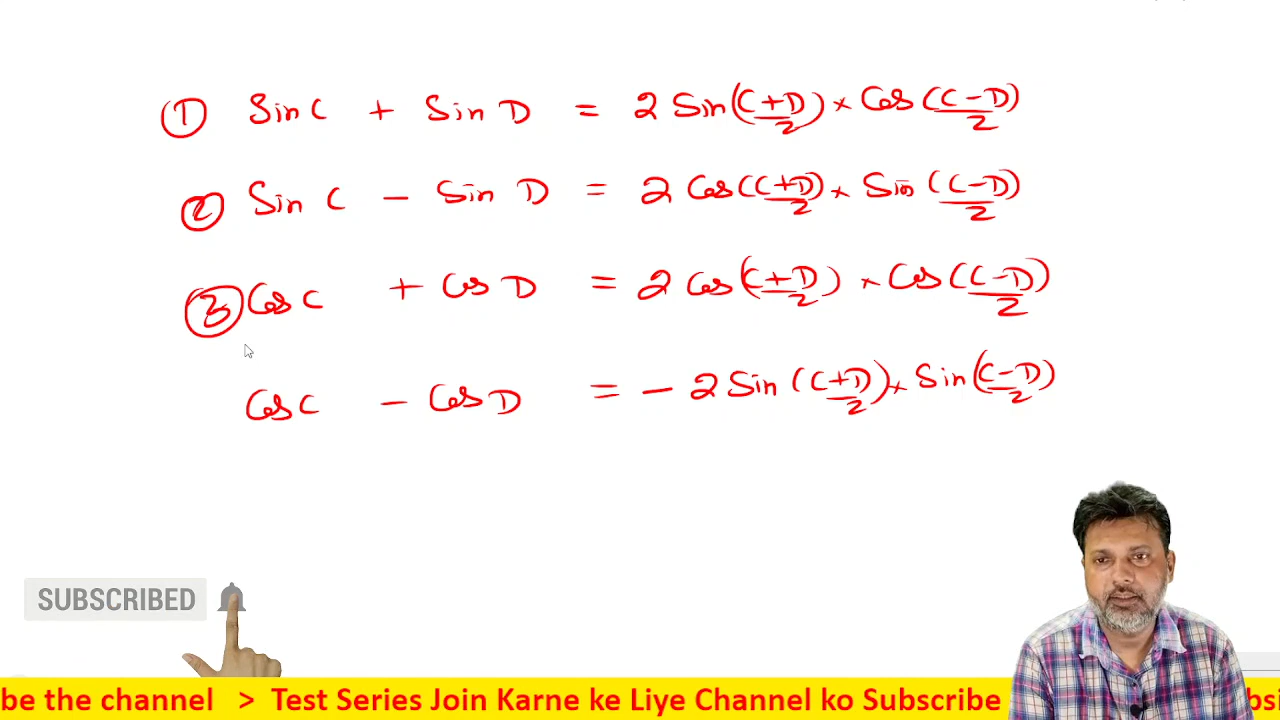 ① Sin C + Sin D = 2 Sin (C+D)/2 × Cos (C-D)/2
② Sin C - Sin D = 2 Cos (C+D)/2 × Sin (C-D)/2
③ Cos C + Cos D = 2 Cos (C+D)/2 × Cos (C-D)/2
Cos C - Cos D = - 2 Sin (C+D)/2 × Sin (C-D)/2
SUBSCRIBED
be the channel > Test Series Join Karne ke Liye Channel ko Subscribe